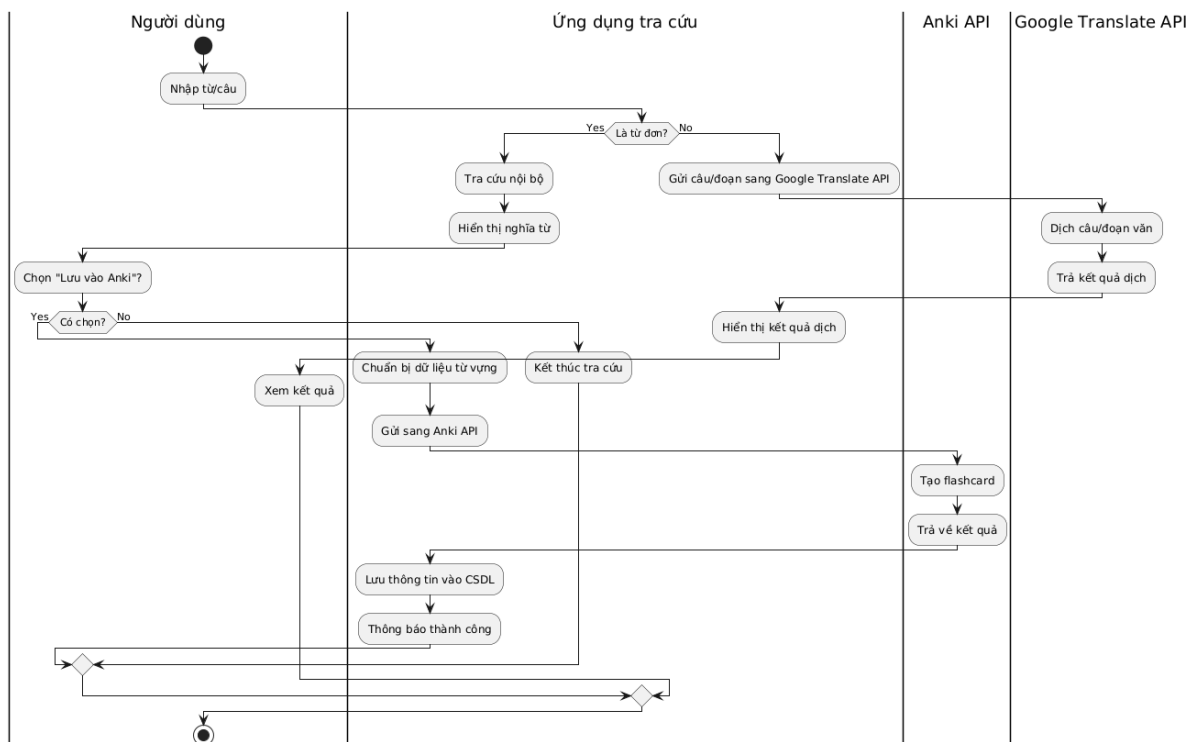 Người dùng
Ứng dụng tra cứu
Anki API
Google Translate API
Nhập từ/câu
Yes
Là từ đơn?
No
Tra cứu nội bộ
Gửi câu/đoạn sang Google Translate API
Hiển thị nghĩa từ
Dịch câu/đoạn văn
Chọn "Lưu vào Anki"?
Trả kết quả dịch
Yes
Có chọn?
No
Hiển thị kết quả dịch
Chuẩn bị dữ liệu từ vựng
Kết thúc tra cứu
Xem kết quả
Gửi sang Anki API
Tạo flashcard
Trả về kết quả
Lưu thông tin vào CSDL
Thông báo thành công